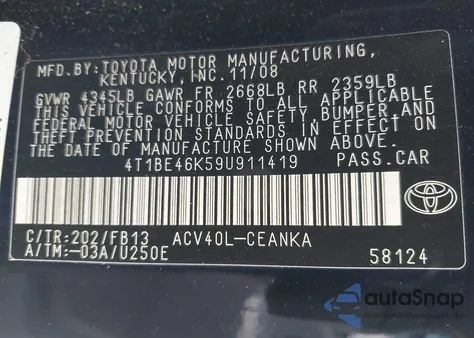 MFD.BY:TOYOTA MOTOR MANUFACTURING,
KENTUCKY, INC. 11/08
GVWR 4345LB GAWR FR 2668LB RR 2359LB
THIS VEHICLE CONFORMS TO ALL APPLICABLE
FEDERAL MOTOR VEHICLE SAFETY,BUMPER,AND
THEFT PREVENTION STANDARDS IN EFFECT ON
THE DATE OF MANUFACTURE SHOWN ABOVE.
4T1BE46K59U911419 PASS.CAR
C/TR:202/FB13 ACV40L-CEANKA
A/TM:-03A/U250E 58124
TOYOTA
autoSnap